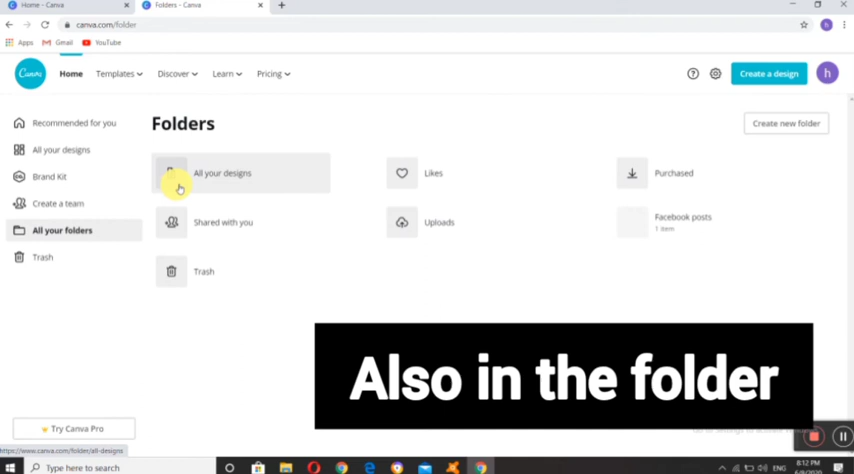 Home - Canva
Folders - Canva
canva.com/folder
Apps Gmail YouTube
Canva Home Templates Discover Learn Pricing Create a design h
Recommended for you
All your designs
Brand Kit
Create a team
All your folders
Trash
Folders
Create new folder
All your designs
Likes
Purchased
Shared with you
Uploads
Facebook posts
1 item
Trash
Also in the folder
Try Canva Pro
https://www.canva.com/folder/all-designs
Type here to search
ENG
8:12 PM